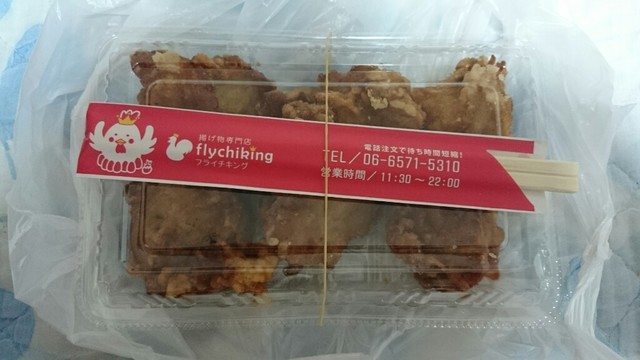 揚げ物専門店
flychiking
フライチキング
電話注文で待ち時間短縮!
TEL/06-6571-5310
営業時間/11:30〜22:00